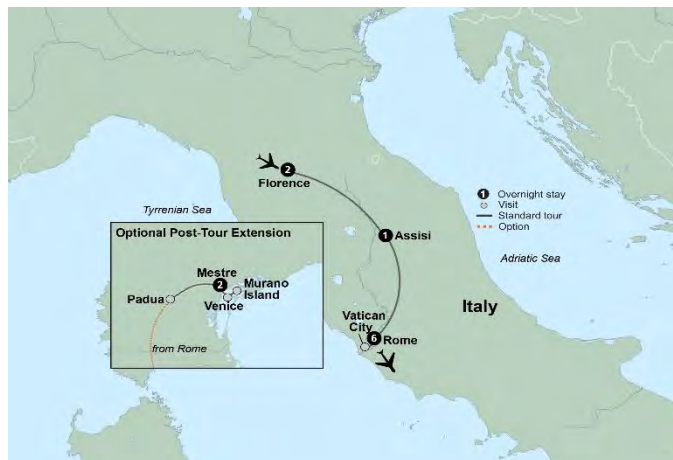 2
Florence
Tyrrenian Sea
1 Overnight stay
Visit
Standard tour
Option
Optional Post-Tour Extension
1 Assisi
Adriatic Sea
Mestre
2
Murano
Island
Padua
Venice
Italy
Vatican
City
6 Rome
from Rome